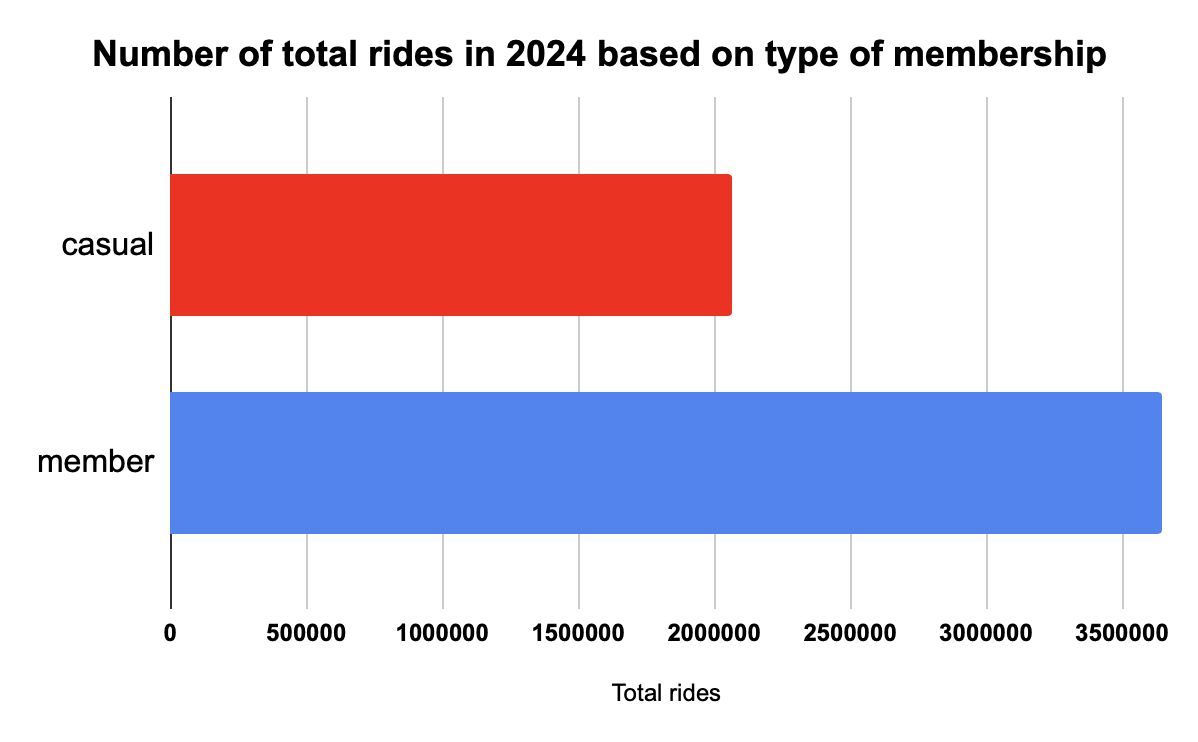 Number of total rides in 2024 based on type of membership
casual
member
0 500000 1000000 1500000 2000000 2500000 3000000 3500000
Total rides